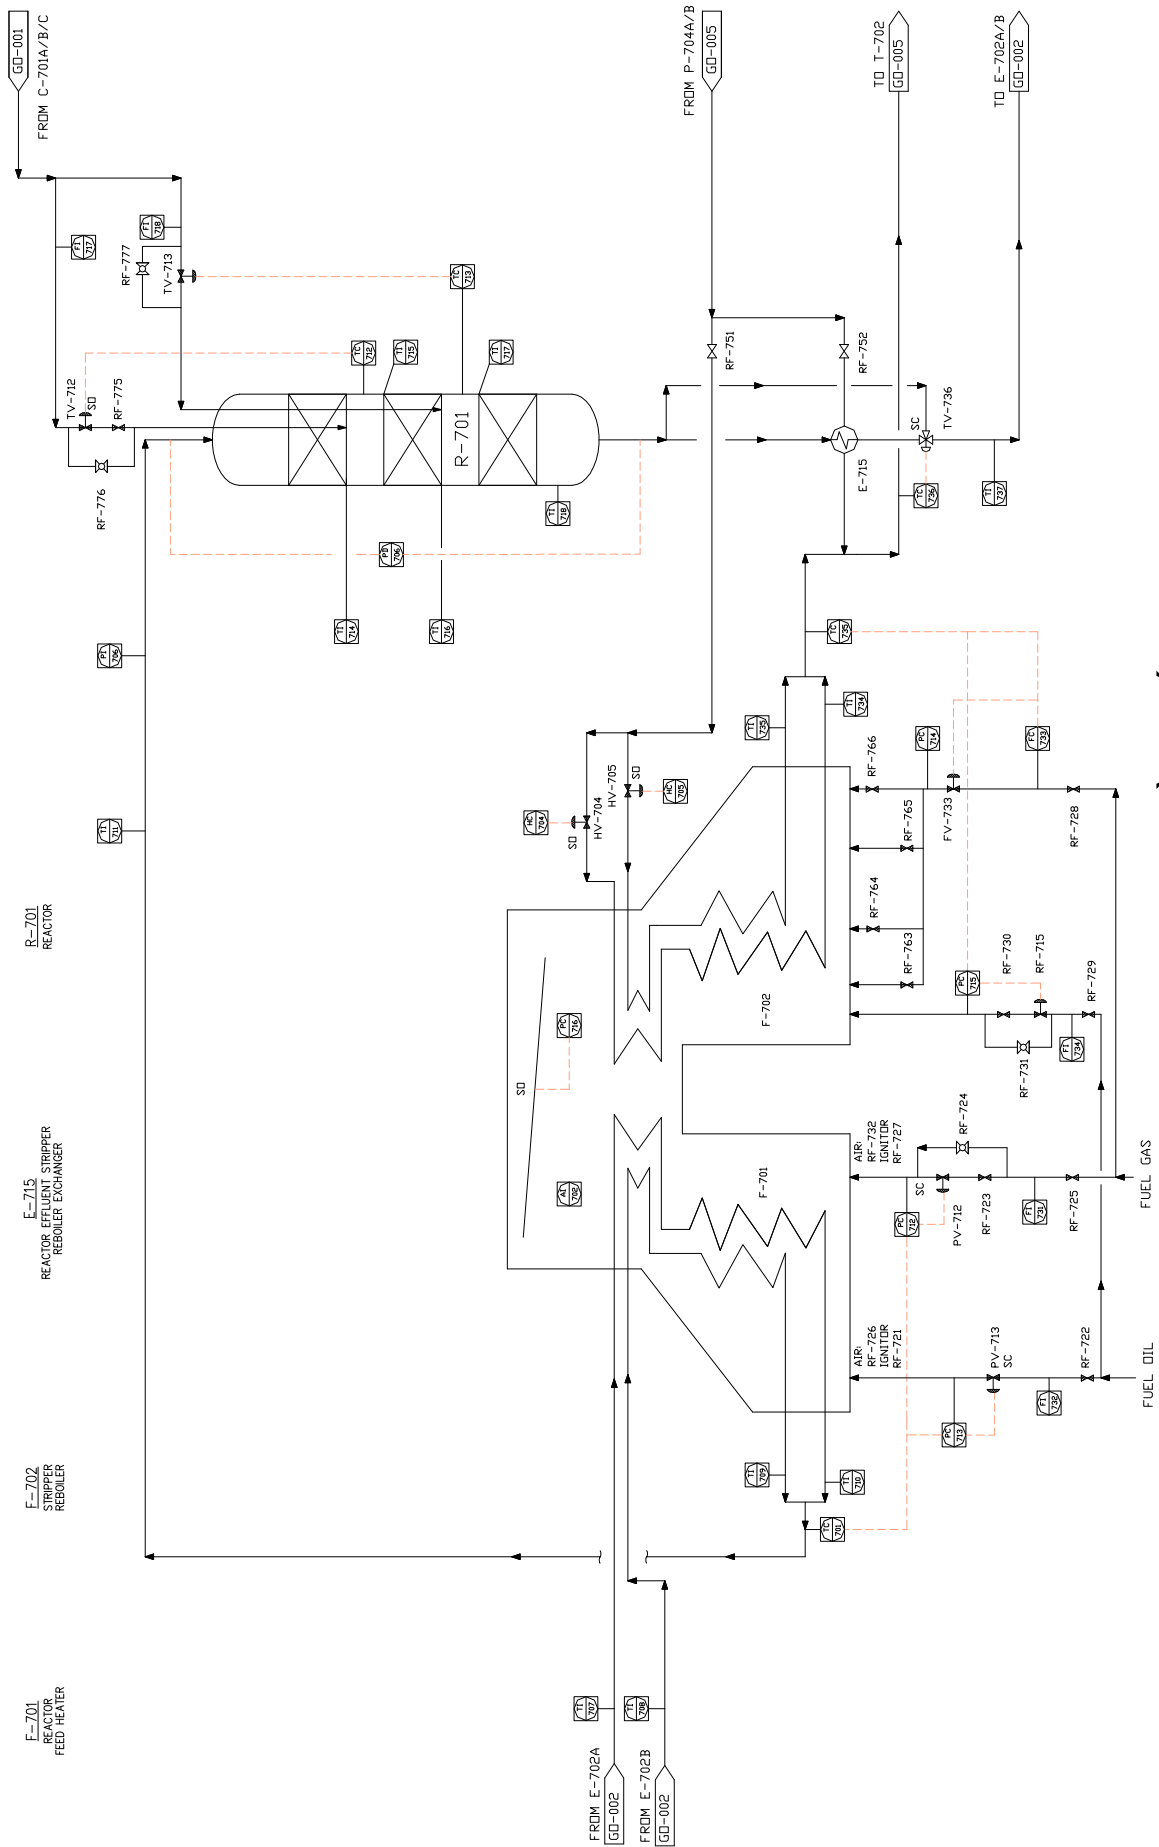 F-701
REACTOR
FEED HEATER
F-702
STRIPPER
REBOILER
E-715
REACTOR EFFLUENT STRIPPER
REBOILER EXCHANGER
R-701
REACTOR
GO-001
FROM C-701A/B/C
FI
717
FI
718
RF-777
TV-713
TV-712
SO
RF-775
RF-776
TC
712
TI
715
TC
713
TI
717
R-701
TI
718
PD
706
TI
714
TI
716
PI
706
TI
711
FROM P-704A/B
GO-005
RF-751
RF-752
E-715
SC
TV-736
TC
736
TI
737
TO T-702
GO-005
TO E-702A/B
GO-002
TC
735
TI
735
TI
734
HC
704
SO
HV-704
HV-705
SO
HC
705
SO
PC
716
AI
702
F-701
F-702
TI
709
TI
710
TC
701
TI
707
FROM E-702A
GO-002
TI
708
FROM E-702B
GO-002
AIR:
RF-726
IGNITOR
RF-721
PC
713
PV-713
SC
FI
732
RF-722
FUEL OIL
AIR:
RF-732
IGNITOR
RF-727
PC
712
SC
PV-712
RF-723
RF-724
FI
731
RF-725
FUEL GAS
PC
715
RF-730
RF-715
RF-731
FI
734
RF-729
RF-763
RF-764
RF-765
RF-766
PC
714
FV-733
FC
733
RF-728